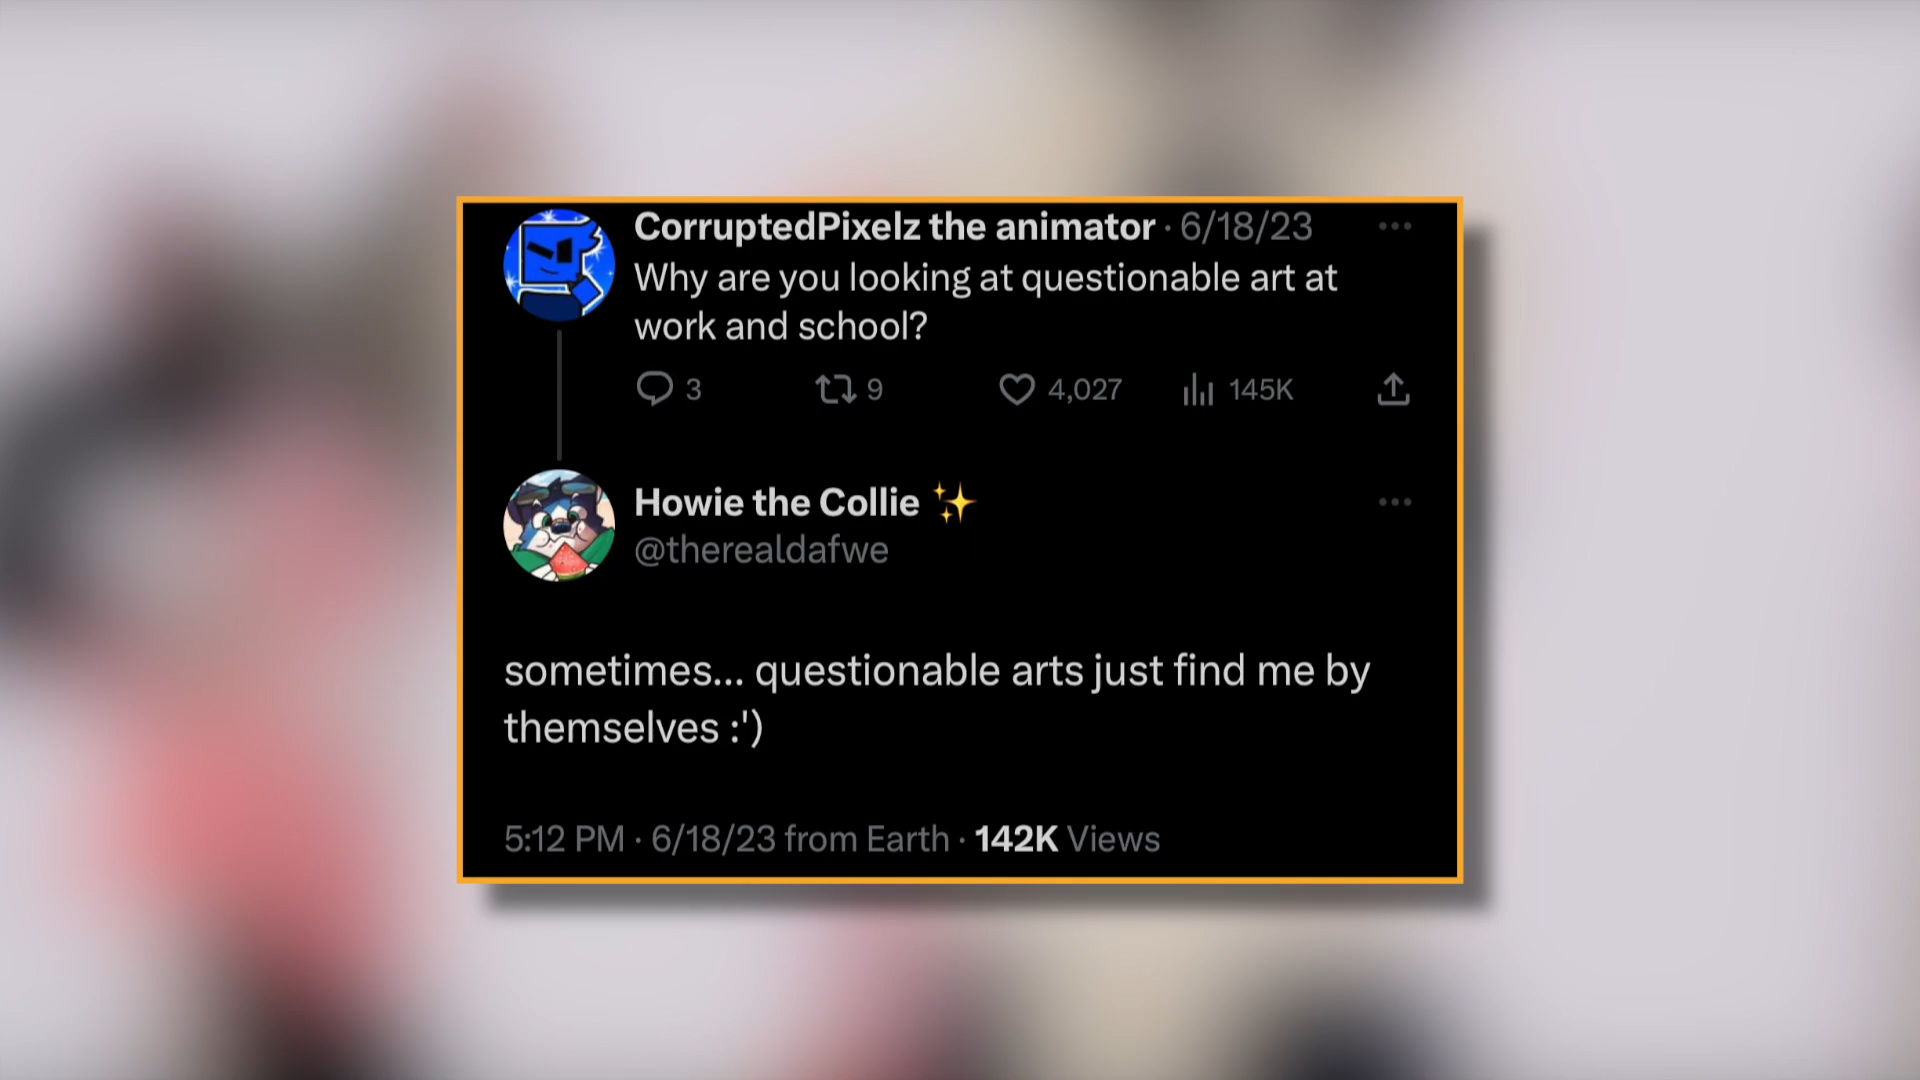 CorruptedPixelz the animator · 6/18/23
Why are you looking at questionable art at
work and school?
3 9 4,027 145K
Howie the Collie ✨
@therealdafwe
sometimes... questionable arts just find me by
themselves :')
5:12 PM · 6/18/23 from Earth · 142K Views